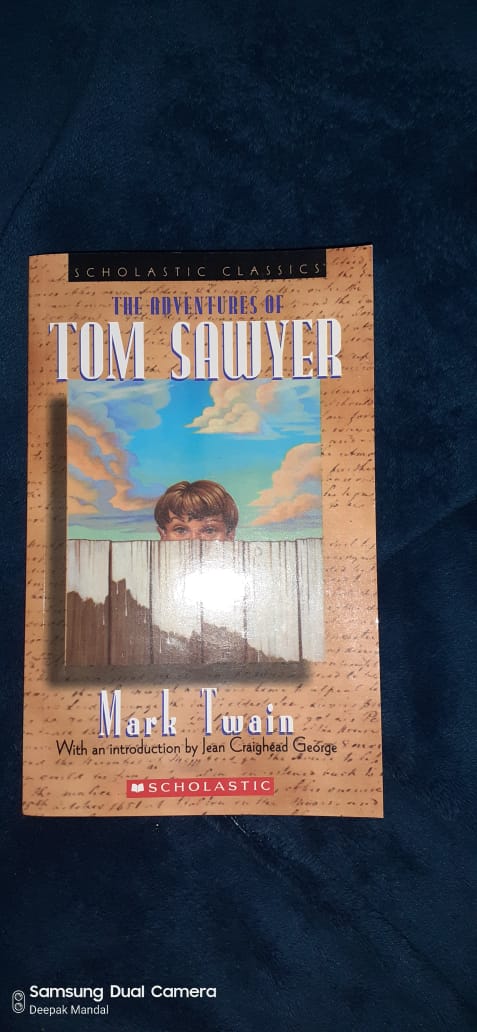 SCHOLASTIC CLASSICS
THE ADVENTURES OF
TOM SAWYER
Mark Twain
With an introduction by Jean Craighead George
SCHOLASTIC
Samsung Dual Camera
Deepak Mandal